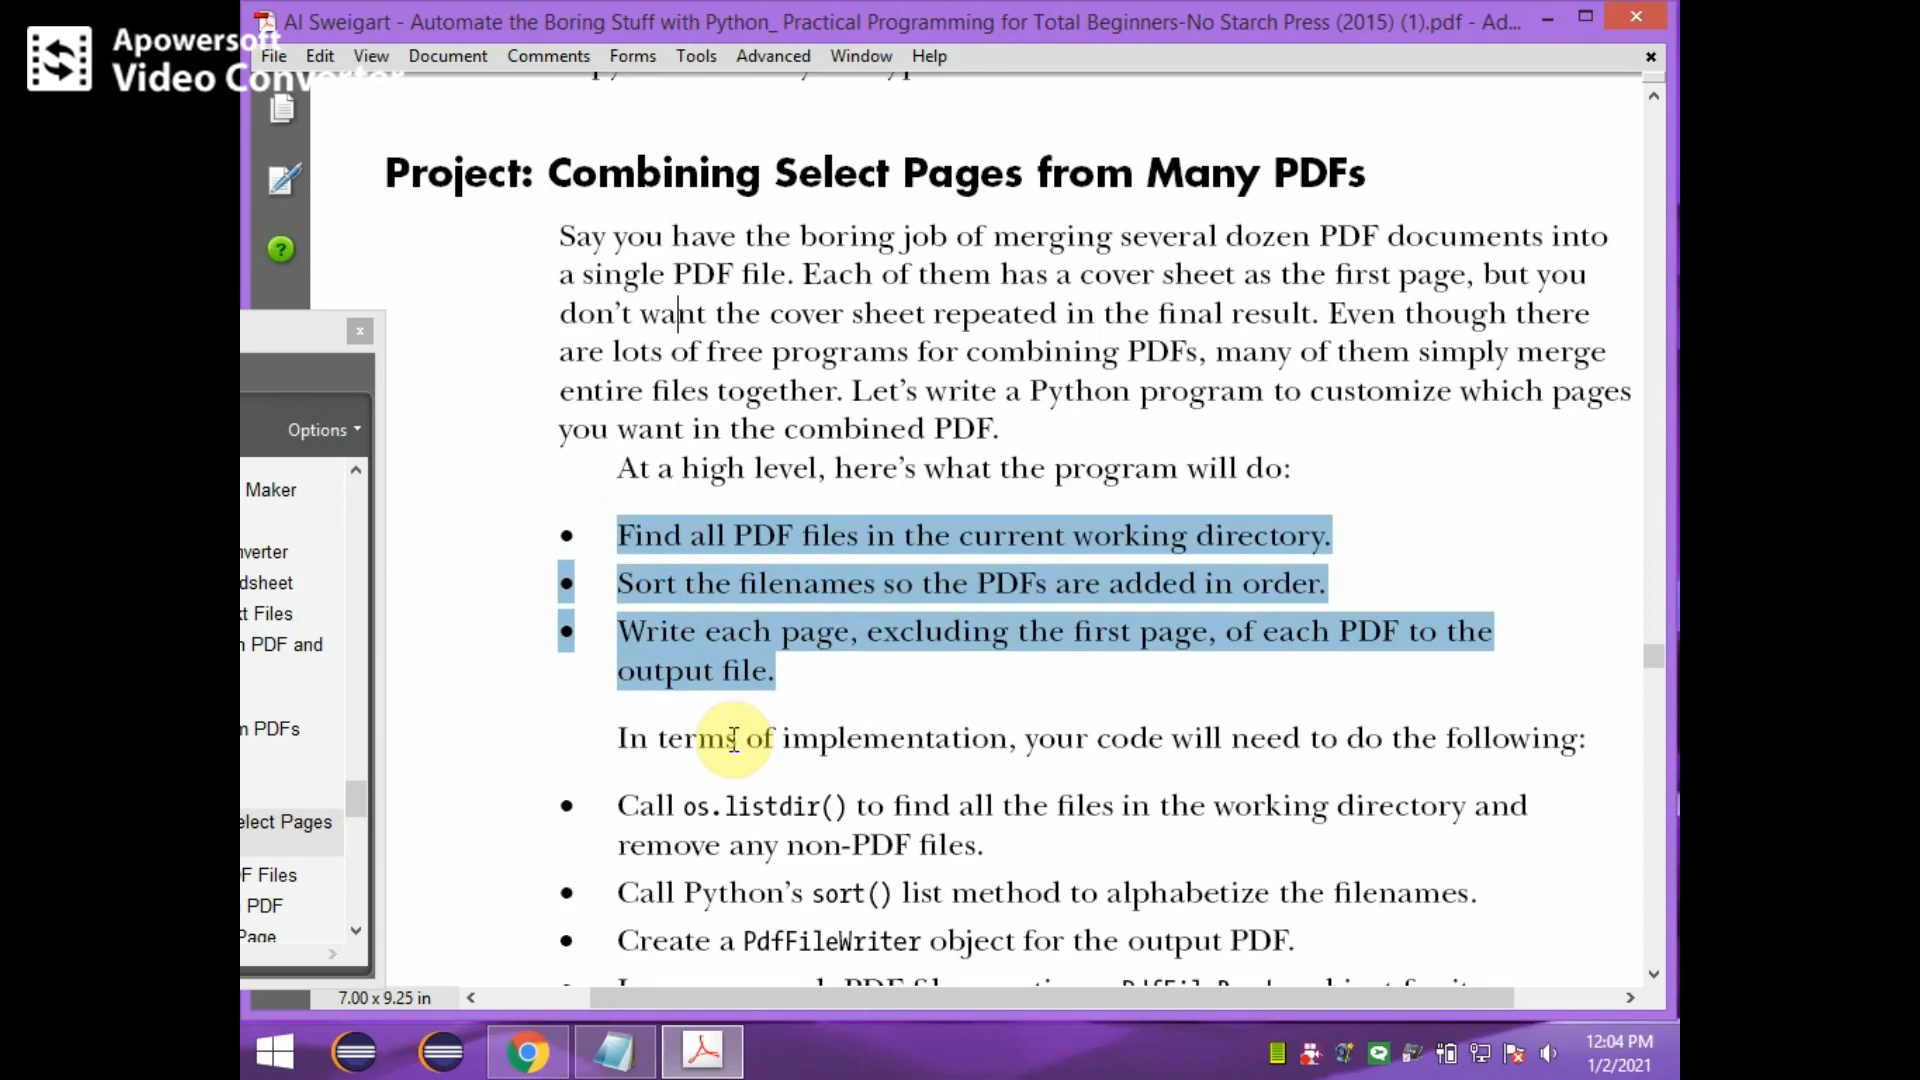 Apowersoft
Video Converter
Al Sweigart - Automate the Boring Stuff with Python_ Practical Programming for Total Beginners-No Starch Press (2015) (1).pdf - Ad...
File Edit View Document Comments Forms Tools Advanced Window Help
Project: Combining Select Pages from Many PDFs
Say you have the boring job of merging several dozen PDF documents into
a single PDF file. Each of them has a cover sheet as the first page, but you
don't want the cover sheet repeated in the final result. Even though there
are lots of free programs for combining PDFs, many of them simply merge
entire files together. Let's write a Python program to customize which pages
you want in the combined PDF.
At a high level, here's what the program will do:
• Find all PDF files in the current working directory.
• Sort the filenames so the PDFs are added in order.
• Write each page, excluding the first page, of each PDF to the
output file.
In terms of implementation, your code will need to do the following:
• Call os.listdir() to find all the files in the working directory and
remove any non-PDF files.
• Call Python's sort() list method to alphabetize the filenames.
• Create a PdfFileWriter object for the output PDF.
Options
Maker
nverter
dsheet
t Files
n PDF and
n PDFs
elect Pages
F Files
PDF
Page
7.00 x 9.25 in
12:04 PM
1/2/2021